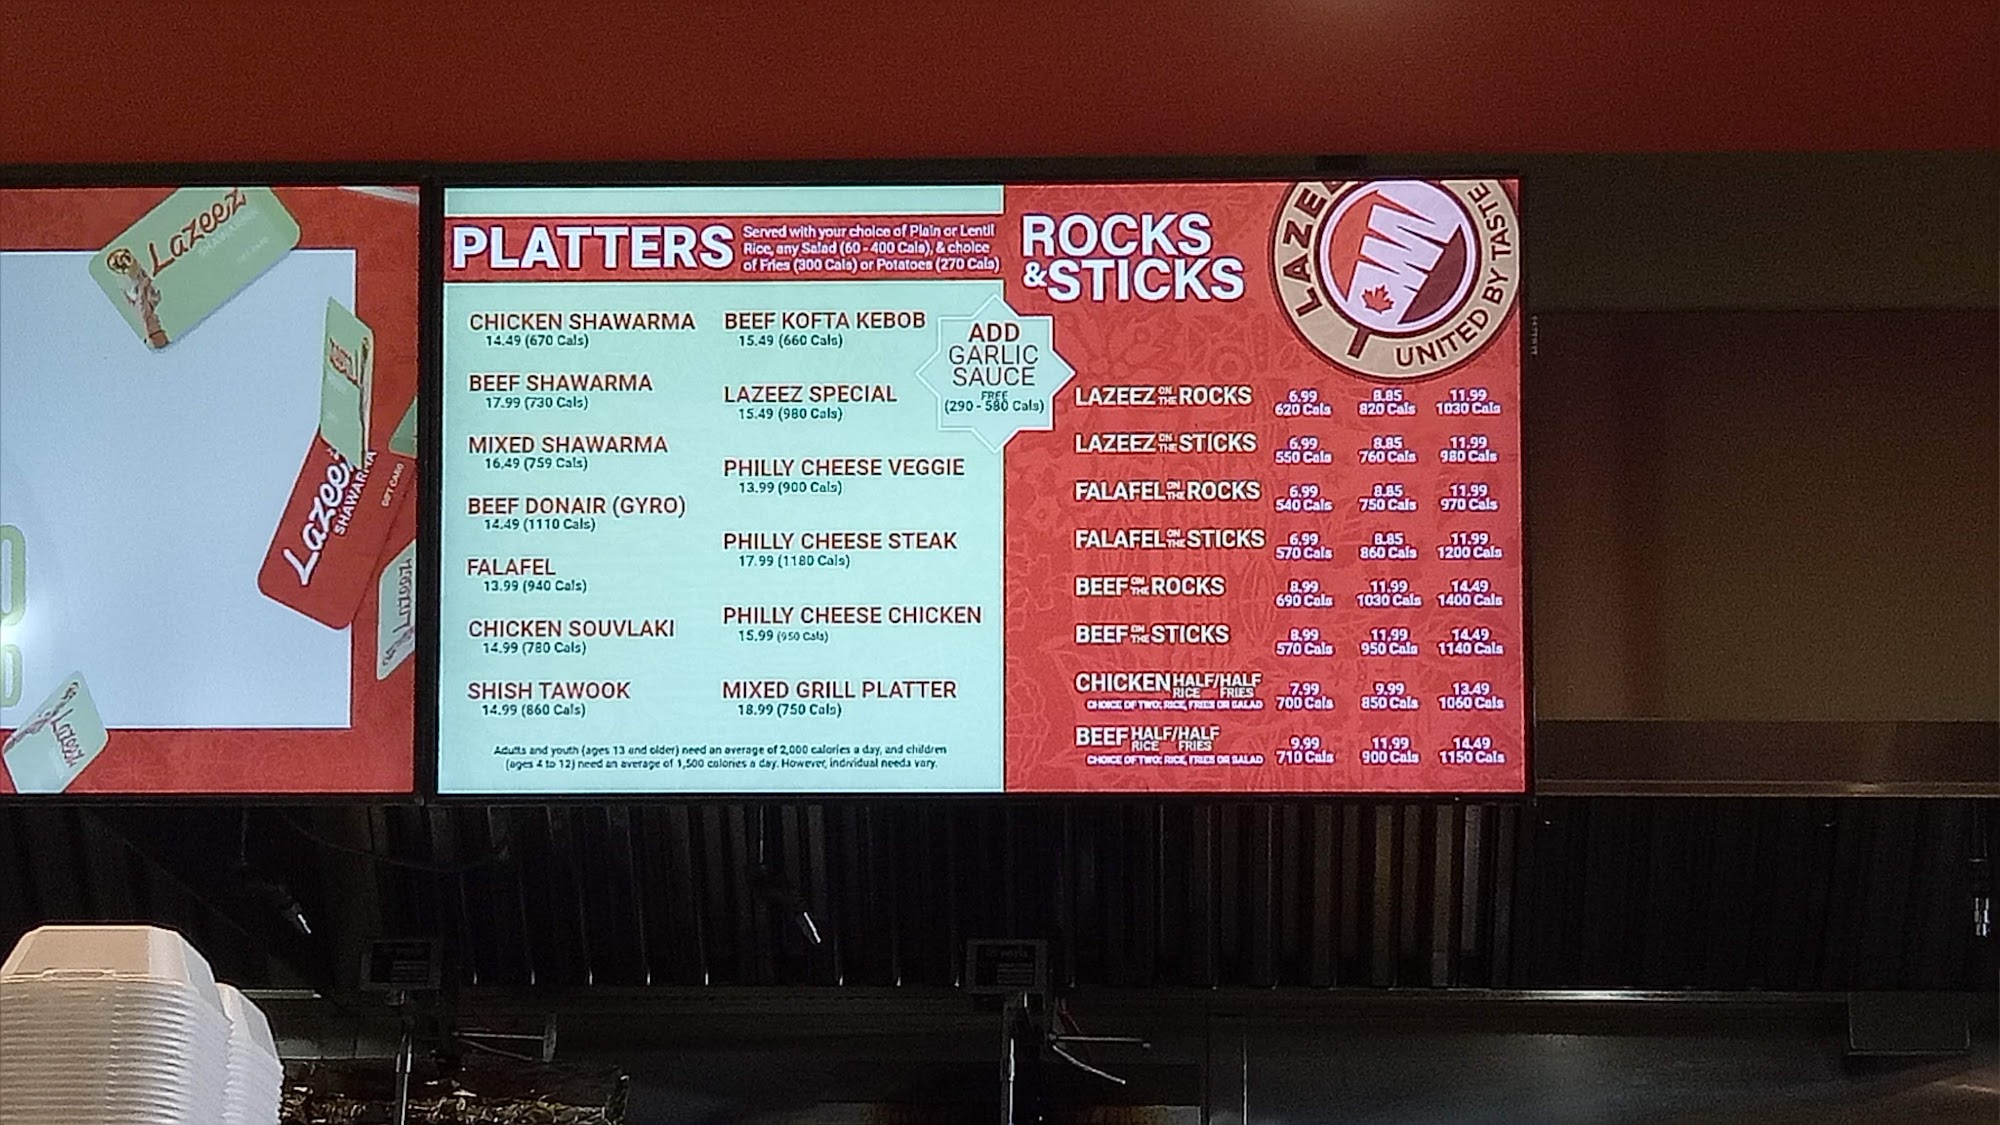 Lazeez
SHAWARMA
Lazeez
SHAWARMA
GIFT CARD
PLATTERS
Served with your choice of Plain or Lentil
Rice, any Salad (60 - 400 Cals), & choice
of Fries (300 Cals) or Potatoes (270 Cals)
CHICKEN SHAWARMA
14.49 (670 Cals)
BEEF SHAWARMA
17.99 (730 Cals)
MIXED SHAWARMA
16.49 (759 Cals)
BEEF DONAIR (GYRO)
14.49 (1110 Cals)
FALAFEL
13.99 (940 Cals)
CHICKEN SOUVLAKI
14.99 (780 Cals)
SHISH TAWOOK
14.99 (860 Cals)
BEEF KOFTA KEBOB
15.49 (660 Cals)
LAZEEZ SPECIAL
15.49 (980 Cals)
PHILLY CHEESE VEGGIE
13.99 (900 Cals)
PHILLY CHEESE STEAK
17.99 (1180 Cals)
PHILLY CHEESE CHICKEN
15.99 (950 Cals)
MIXED GRILL PLATTER
18.99 (750 Cals)
ADD
GARLIC
SAUCE
FREE
(290 - 580 Cals)
Adults and youth (ages 13 and older) need an average of 2,000 calories a day, and children
(ages 4 to 12) need an average of 1,500 calories a day. However, individual needs vary.
ROCKS
&STICKS
LAZEE
UNITED BY TASTE
LAZEEZ ON THE ROCKS 6.99 8.85 11.99
620 Cals 820 Cals 1030 Cals
LAZEEZ ON THE STICKS 6.99 8.85 11.99
550 Cals 760 Cals 980 Cals
FALAFEL ON THE ROCKS 6.99 8.85 11.99
540 Cals 750 Cals 970 Cals
FALAFEL ON THE STICKS 6.99 8.85 11.99
570 Cals 860 Cals 1200 Cals
BEEF ON THE ROCKS 8.99 11.99 14.49
690 Cals 1030 Cals 1400 Cals
BEEF ON THE STICKS 8.99 11.99 14.49
570 Cals 950 Cals 1140 Cals
CHICKEN HALF/HALF RICE FRIES 7.99 9.99 13.49
CHOICE OF TWO: RICE, FRIES OR SALAD 700 Cals 850 Cals 1060 Cals
BEEF HALF/HALF RICE FRIES 9.99 11.99 14.49
CHOICE OF TWO: RICE, FRIES OR SALAD 710 Cals 900 Cals 1150 Cals